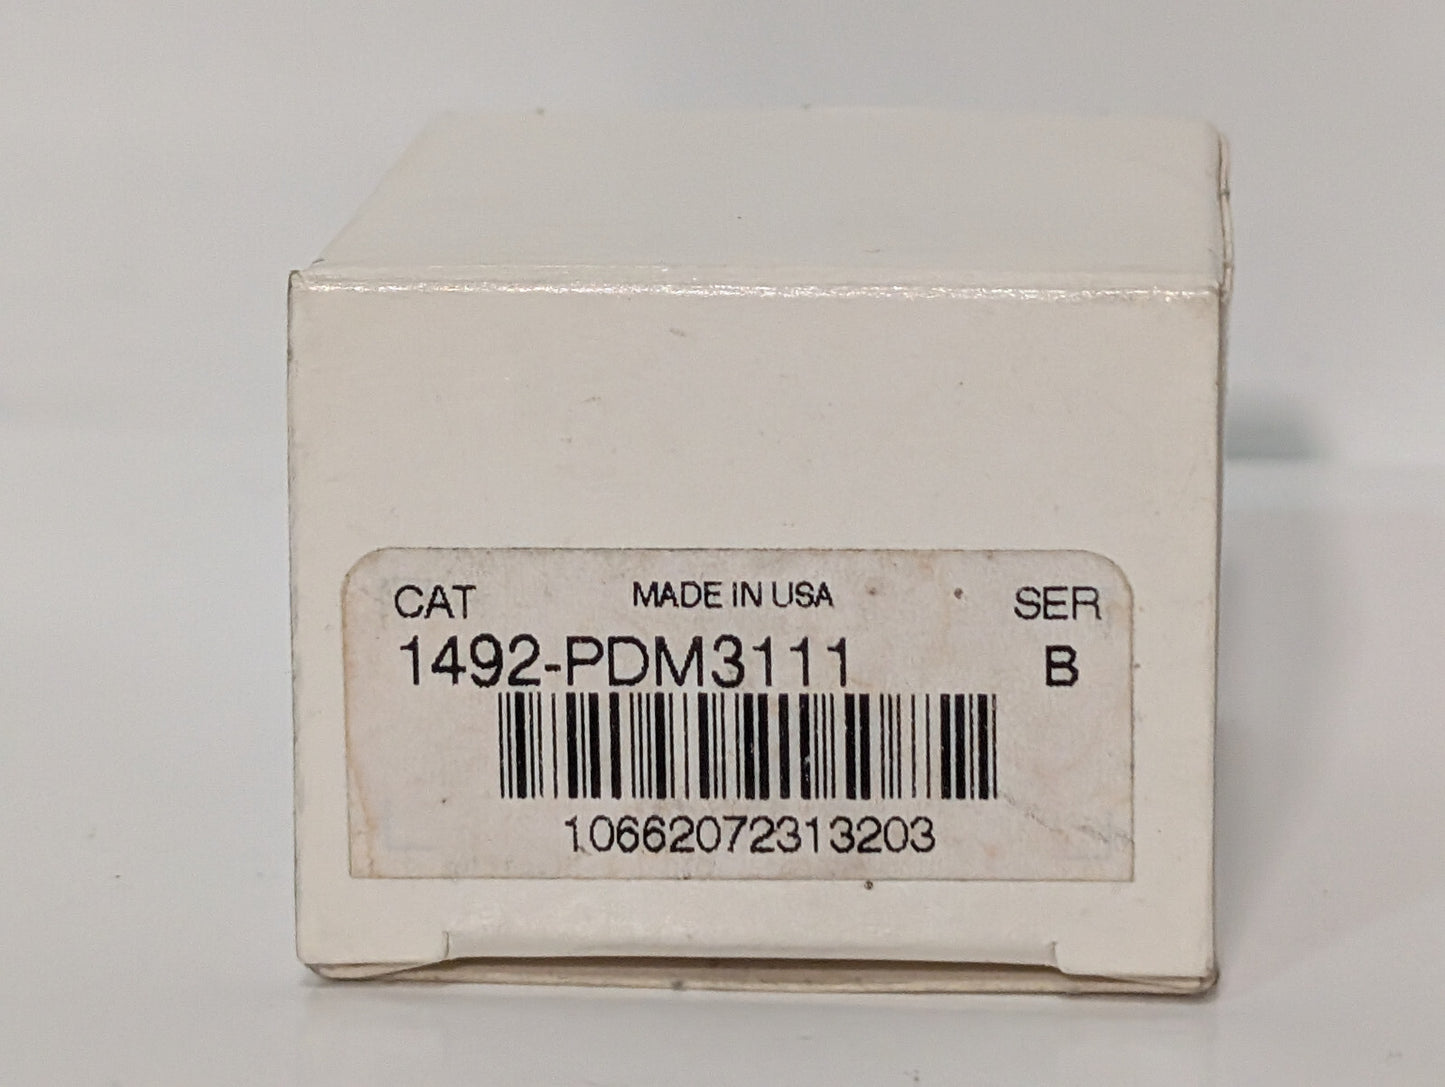 CAT MADE IN USA SER
1492-PDM3111 B
10662072313203